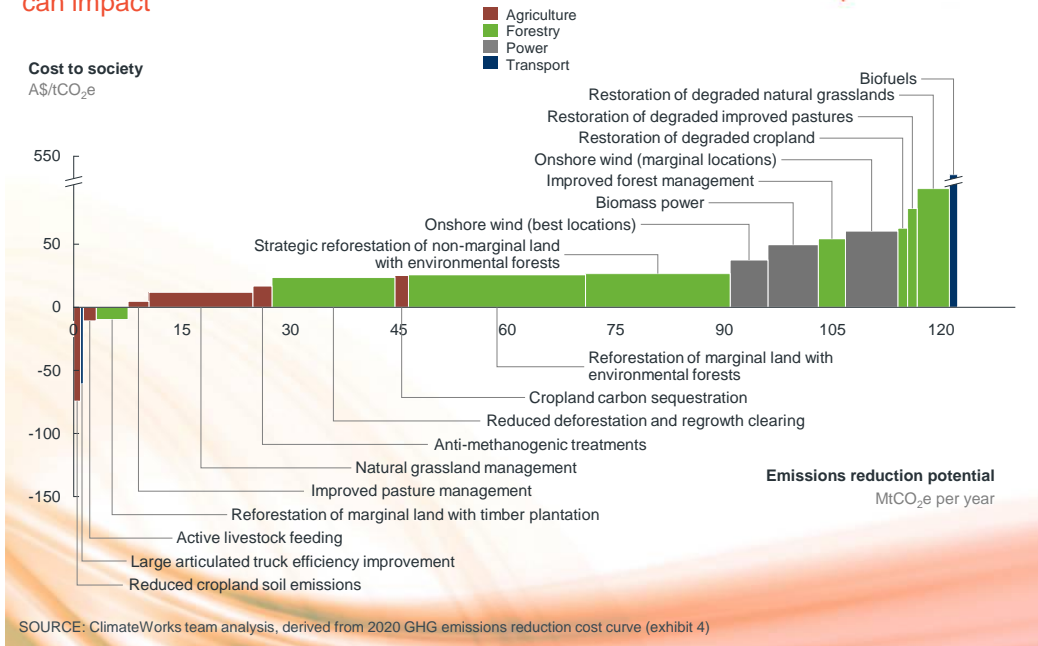 can impact
Agriculture
Forestry
Power
Transport
Cost to society
A$/tCO2e
Biofuels
Restoration of degraded natural grasslands
Restoration of degraded improved pastures
Restoration of degraded cropland
550
Onshore wind (marginal locations)
Improved forest management
Biomass power
Onshore wind (best locations)
Strategic reforestation of non-marginal land
with environmental forests
50
0
0 15 30 45 60 75 90 105 120
-50
Reforestation of marginal land with
environmental forests
Cropland carbon sequestration
-100
Reduced deforestation and regrowth clearing
Anti-methanogenic treatments
Natural grassland management
Emissions reduction potential
MtCO2e per year
-150
Improved pasture management
Reforestation of marginal land with timber plantation
Active livestock feeding
Large articulated truck efficiency improvement
Reduced cropland soil emissions
SOURCE: ClimateWorks team analysis, derived from 2020 GHG emissions reduction cost curve (exhibit 4)